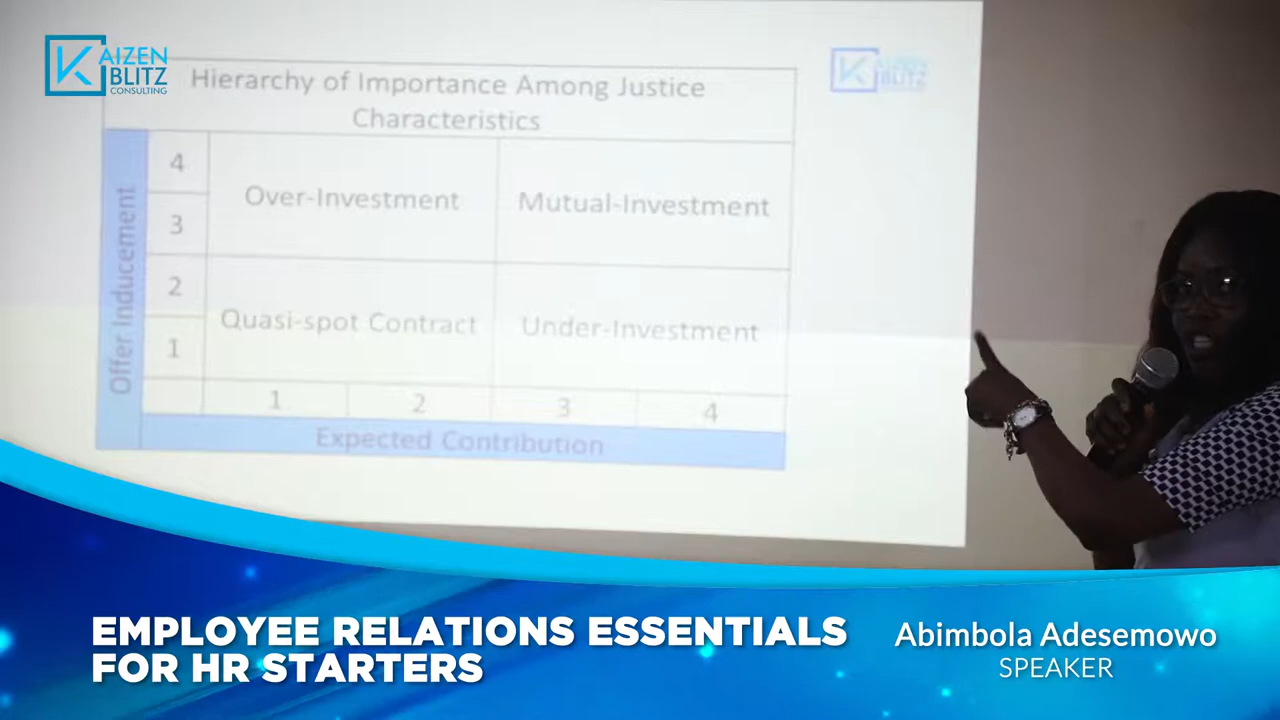 KAIZEN
BLITZ
CONSULTING
KAIZEN
BLITZ
Hierarchy of Importance Among Justice
Characteristics
Offer Inducement
4
Over-Investment
Mutual-Investment
3
2
Quasi-spot Contract
Under-Investment
1
1 2 3 4
Expected Contribution
EMPLOYEE RELATIONS ESSENTIALS
FOR HR STARTERS
Abimbola Adesemowo
SPEAKER